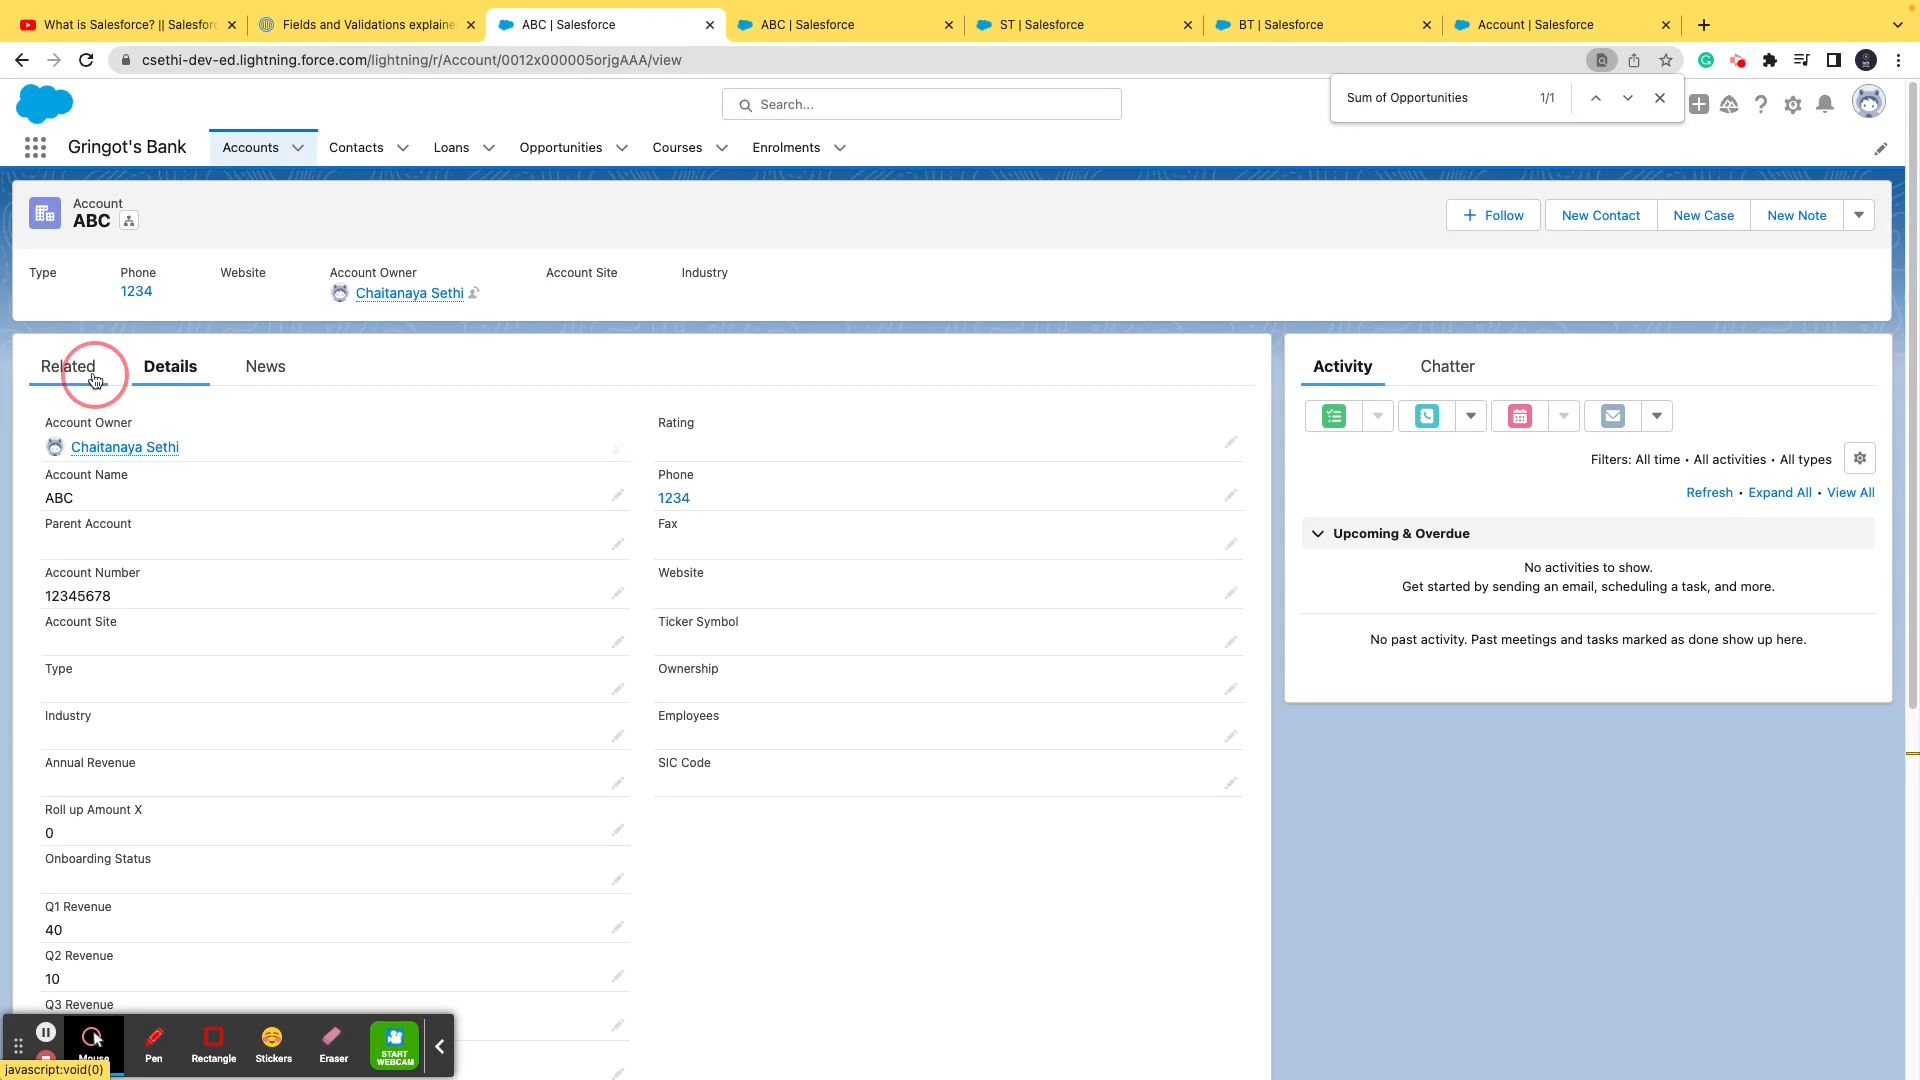 What is Salesforce? || Salesforc
Fields and Validations explaine
ABC | Salesforce
ABC | Salesforce
ST | Salesforce
BT | Salesforce
Account | Salesforce
csethi-dev-ed.lightning.force.com/lightning/r/Account/0012x000005orjgAAA/view
Sum of Opportunities
1/1
Search...
Gringot's Bank
Accounts
Contacts
Loans
Opportunities
Courses
Enrolments
Account
ABC
Follow
New Contact
New Case
New Note
Type
Phone
1234
Website
Account Owner
Chaitanaya Sethi
Account Site
Industry
Related
Details
News
Account Owner
Chaitanaya Sethi
Account Name
ABC
Parent Account
Account Number
12345678
Account Site
Type
Industry
Annual Revenue
Roll up Amount X
0
Onboarding Status
Q1 Revenue
40
Q2 Revenue
10
Q3 Revenue
Rating
Phone
1234
Fax
Website
Ticker Symbol
Ownership
Employees
SIC Code
Activity
Chatter
Filters: All time • All activities • All types
Refresh • Expand All • View All
Upcoming & Overdue
No activities to show.
Get started by sending an email, scheduling a task, and more.
No past activity. Past meetings and tasks marked as done show up here.
Mouse
Pen
Rectangle
Stickers
Eraser
START
WEBCAM
javascript:void(0)